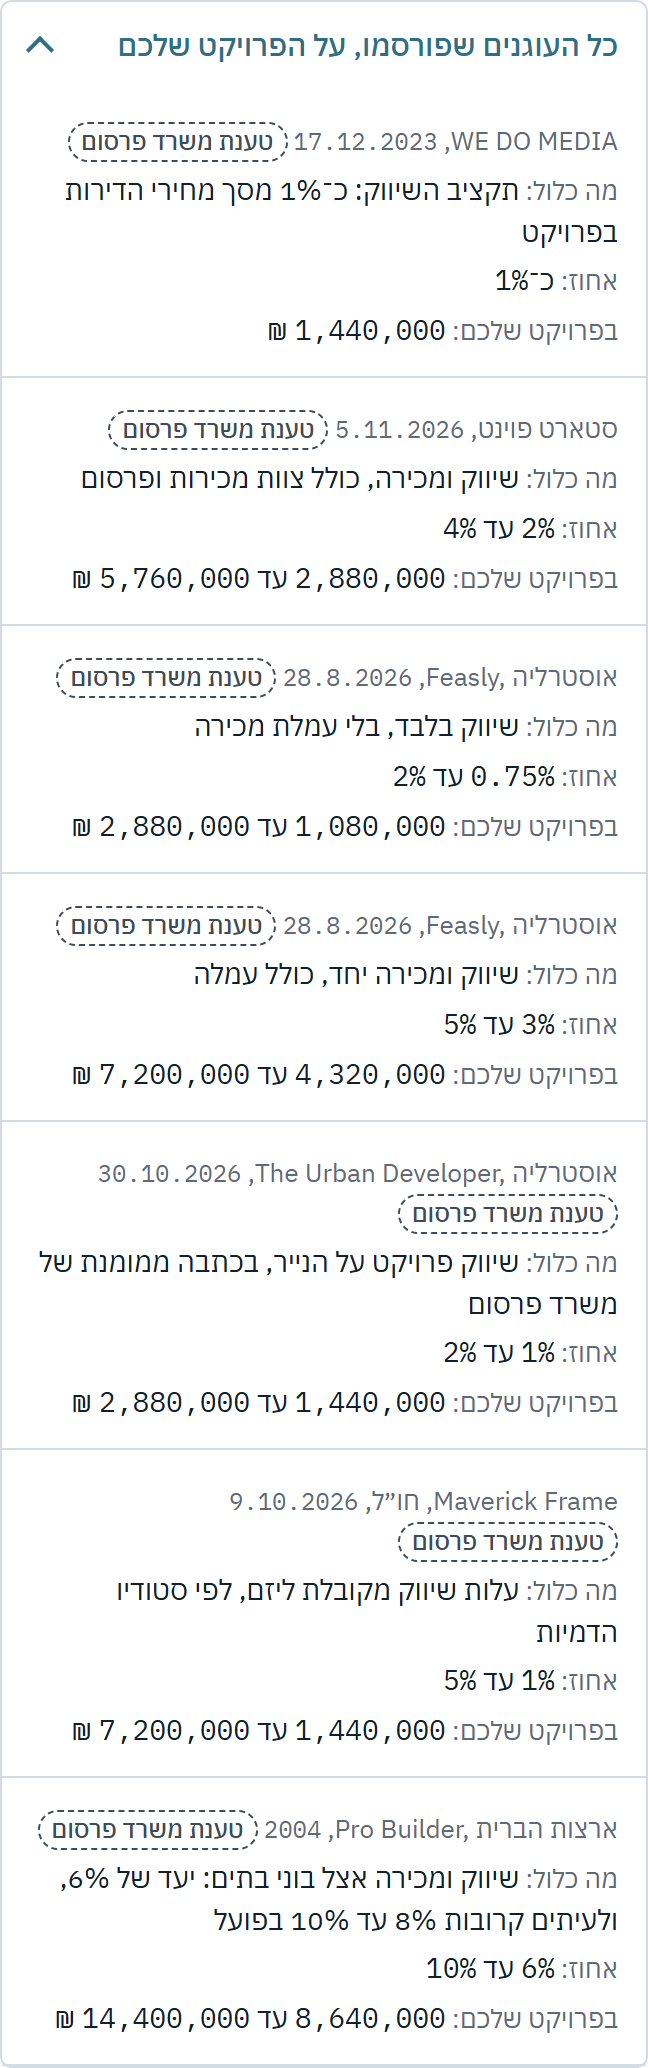 כל העוגנים שפורסמו, על הפרויקט שלכם
WE DO MEDIA, 17.12.2023 טענת משרד פרסום
מה כלול: תקציב השיווק: כ־1% מסך מחירי הדירות
בפרויקט
אחוז: כ־1%
בפרויקט שלכם: 1,440,000 ₪
סטארט פוינט, 5.11.2026 טענת משרד פרסום
מה כלול: שיווק ומכירה, כולל צוות מכירות ופרסום
אחוז: 2% עד 4%
בפרויקט שלכם: 2,880,000 עד 5,760,000 ₪
אוסטרליה, Feasly, 28.8.2026 טענת משרד פרסום
מה כלול: שיווק בלבד, בלי עמלת מכירה
אחוז: 0.75% עד 2%
בפרויקט שלכם: 1,080,000 עד 2,880,000 ₪
אוסטרליה, Feasly, 28.8.2026 טענת משרד פרסום
מה כלול: שיווק ומכירה יחד, כולל עמלה
אחוז: 3% עד 5%
בפרויקט שלכם: 4,320,000 עד 7,200,000 ₪
אוסטרליה, The Urban Developer, 30.10.2026
טענת משרד פרסום
מה כלול: שיווק פרויקט על הנייר, בכתבה ממומנת של
משרד פרסום
אחוז: 1% עד 2%
בפרויקט שלכם: 1,440,000 עד 2,880,000 ₪
Maverick Frame, חו״ל, 9.10.2026
טענת משרד פרסום
מה כלול: עלות שיווק מקובלת ליזם, לפי סטודיו
הדמיות
אחוז: 1% עד 5%
בפרויקט שלכם: 1,440,000 עד 7,200,000 ₪
ארצות הברית, Pro Builder, 2004 טענת משרד פרסום
מה כלול: שיווק ומכירה אצל בוני בתים: יעד של 6%,
ולעיתים קרובות 8% עד 10% בפועל
אחוז: 6% עד 10%
בפרויקט שלכם: 8,640,000 עד 14,400,000 ₪